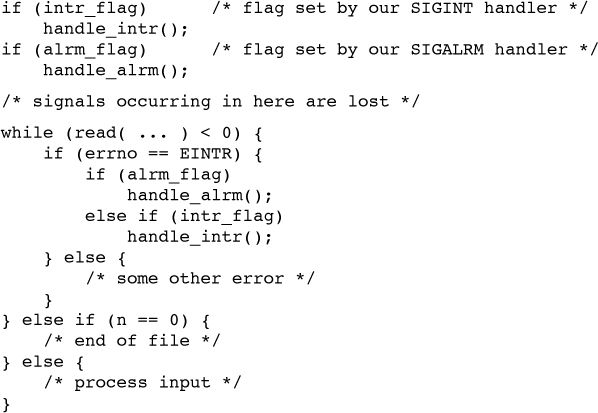 if (intr_flag)      /* flag set by our SIGINT handler */
    handle_intr();
if (alrm_flag)      /* flag set by our SIGALRM handler */
    handle_alrm();
/* signals occurring in here are lost */
while (read( ... ) < 0) {
    if (errno == EINTR) {
        if (alrm_flag)
            handle_alrm();
        else if (intr_flag)
            handle_intr();
    } else {
        /* some other error */
    }
} else if (n == 0) {
    /* end of file */
} else {
    /* process input */
}